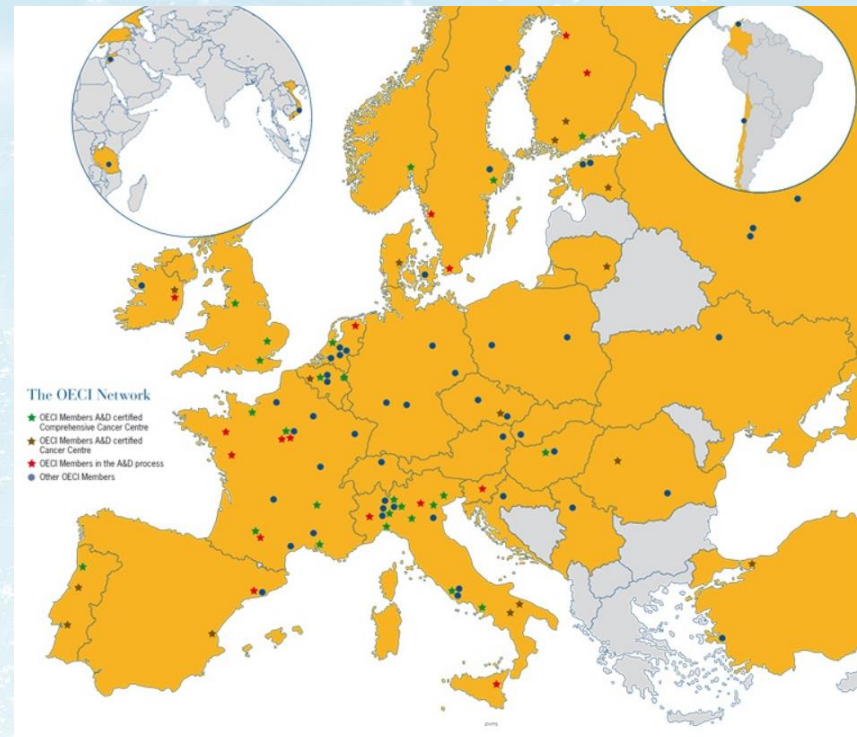 The OECI Network
OECI Members A&D certified
Comprehensive Cancer Centre
OECI Members A&D certified
Cancer Centre
OECI Members in the A&D process
Other OECI Members